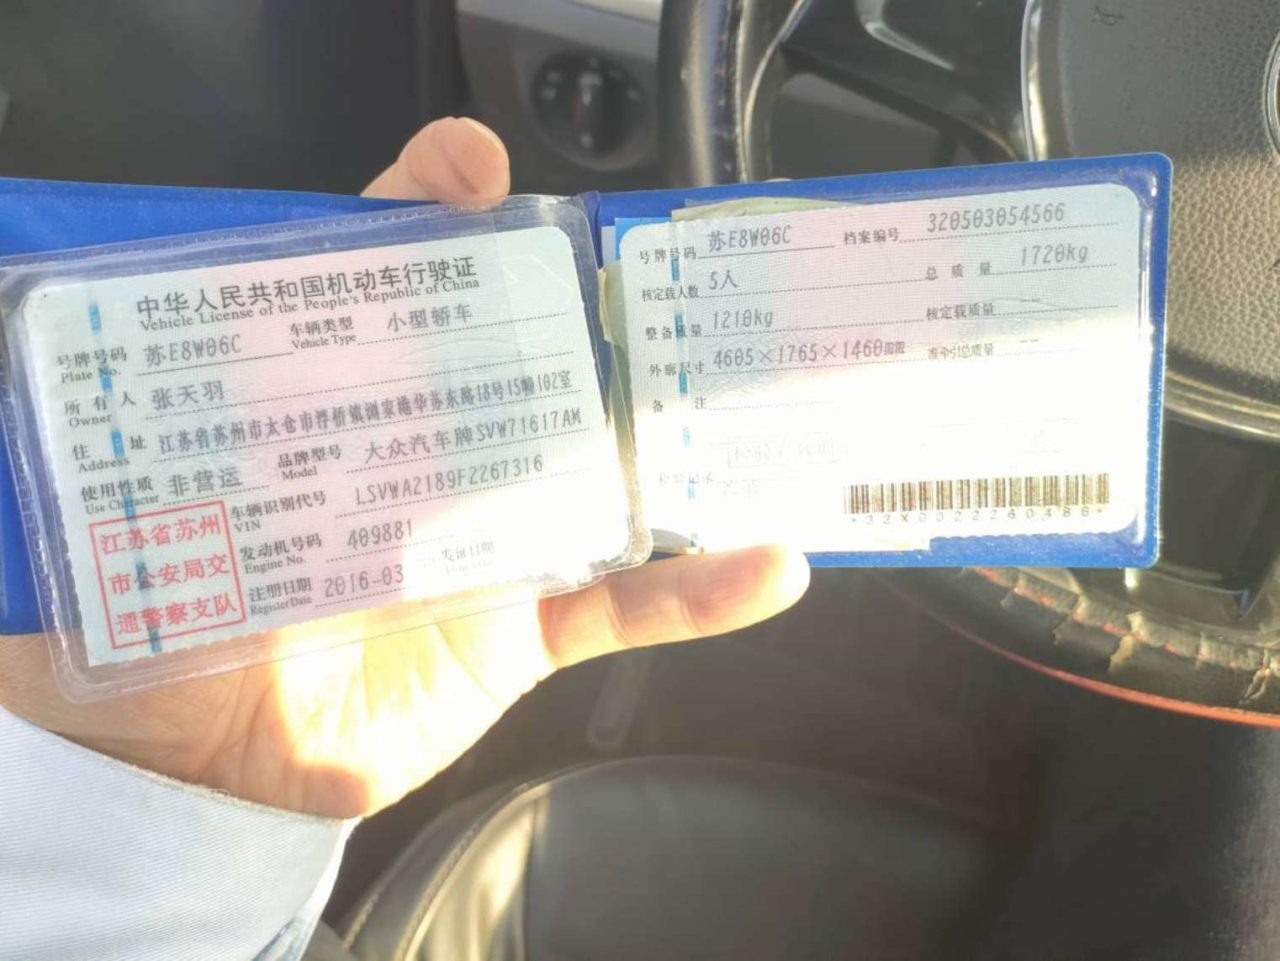 中华人民共和国机动车行驶证
Vehicle License of the People's Republic of China
号牌号码 苏E8W06C 车辆类型 小型轿车
Plate No. Vehicle Type
所有人 张天羽
Owner
住址 江苏省苏州市太仓市浮桥镇浏家港华苏东路18号15幢102室
Address
使用性质 非营运 品牌型号 大众汽车牌SVW71617AM
Use Character Model
江苏省苏州
市公安局交
通警察支队
车辆识别代号 LSVWA2189F2267316
VIN
发动机号码 409881
Engine No.
注册日期 2016-03 发证日期
Register Date
号牌号码 苏E8W06C 档案编号 320503054566
核定载人数 5人 总质量 1720kg
整备质量 1210kg 核定载质量 --
外廓尺寸 4605×1765×1460mm 准牵引总质量 --
备注
检验记录
*32X0022260486*